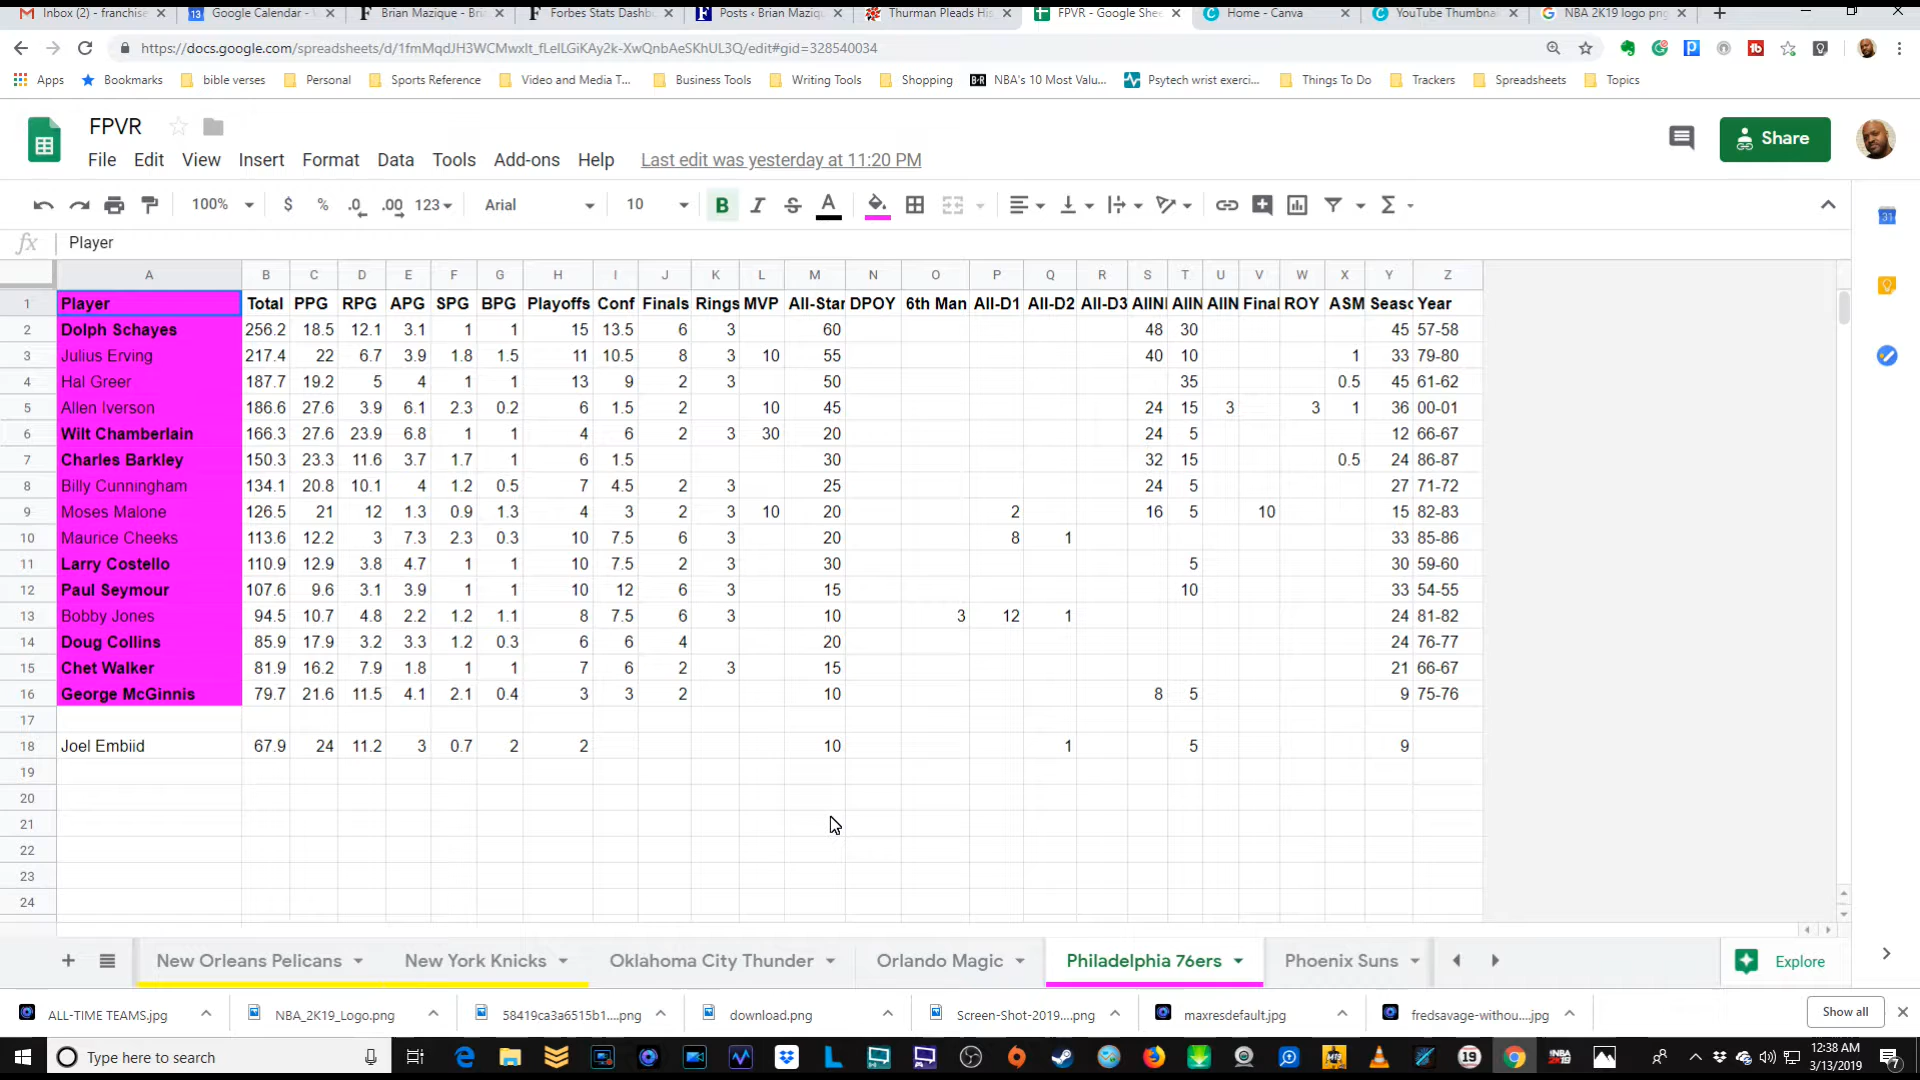 Inbox (2) - franchise
Google Calendar -
Brian Mazique - Bri
Forbes Stats Dashb
Posts ‹ Brian Maziq
Thurman Pleads His
FPVR - Google Shee
Home - Canva
YouTube Thumbna
NBA 2K19 logo pn
https://docs.google.com/spreadsheets/d/1fmMqdJH3WCMwxIt_fLeILGiKAy2k-XwQnbAeSKhUL3Q/edit#gid=328540034
Apps Bookmarks bible verses Personal Sports Reference Video and Media T... Business Tools Writing Tools Shopping B·R NBA's 10 Most Valu... Psytech wrist exerci... Things To Do Trackers Spreadsheets Topics
FPVR
Share
File Edit View Insert Format Data Tools Add-ons Help Last edit was yesterday at 11:20 PM
100% $ % .0 .00 123 Arial 10 B I S A Σ
31
fx Player
A B C D E F G H I J K L M N O P Q R S T U V W X Y Z
1 Player Total PPG RPG APG SPG BPG Playoffs Conf Finals Rings MVP All-Star DPOY 6th Man All-D1 All-D2 All-D3 AllN AllN AllN Final ROY ASM Seaso Year
2 Dolph Schayes 256.2 18.5 12.1 3.1 1 1 15 13.5 6 3 60 48 30 45 57-58
3 Julius Erving 217.4 22 6.7 3.9 1.8 1.5 11 10.5 8 3 10 55 40 10 1 33 79-80
4 Hal Greer 187.7 19.2 5 4 1 1 13 9 2 3 50 35 0.5 45 61-62
5 Allen Iverson 186.6 27.6 3.9 6.1 2.3 0.2 6 1.5 2 10 45 24 15 3 3 1 36 00-01
6 Wilt Chamberlain 166.3 27.6 23.9 6.8 1 1 4 6 2 3 30 20 24 5 12 66-67
7 Charles Barkley 150.3 23.3 11.6 3.7 1.7 1 6 1.5 30 32 15 0.5 24 86-87
8 Billy Cunningham 134.1 20.8 10.1 4 1.2 0.5 7 4.5 2 3 25 24 5 27 71-72
9 Moses Malone 126.5 21 12 1.3 0.9 1.3 4 3 2 3 10 20 2 16 5 10 15 82-83
10 Maurice Cheeks 113.6 12.2 3 7.3 2.3 0.3 10 7.5 6 3 20 8 1 33 85-86
11 Larry Costello 110.9 12.9 3.8 4.7 1 1 10 7.5 2 3 30 5 30 59-60
12 Paul Seymour 107.6 9.6 3.1 3.9 1 1 10 12 6 3 15 10 33 54-55
13 Bobby Jones 94.5 10.7 4.8 2.2 1.2 1.1 8 7.5 6 3 10 3 12 1 24 81-82
14 Doug Collins 85.9 17.9 3.2 3.3 1.2 0.3 6 6 4 20 24 76-77
15 Chet Walker 81.9 16.2 7.9 1.8 1 1 7 6 2 3 15 21 66-67
16 George McGinnis 79.7 21.6 11.5 4.1 2.1 0.4 3 3 2 10 8 5 9 75-76
17
18 Joel Embiid 67.9 24 11.2 3 0.7 2 2 10 1 5 9
19
20
21
22
23
24
New Orleans Pelicans New York Knicks Oklahoma City Thunder Orlando Magic Philadelphia 76ers Phoenix Suns Explore
ALL-TIME TEAMS.jpg NBA_2K19_Logo.png 58419ca3a6515b1....png download.png Screen-Shot-2019....png maxresdefault.jpg fredsavage-withou....jpg Show all
Type here to search
12:38 AM
3/13/2019
7